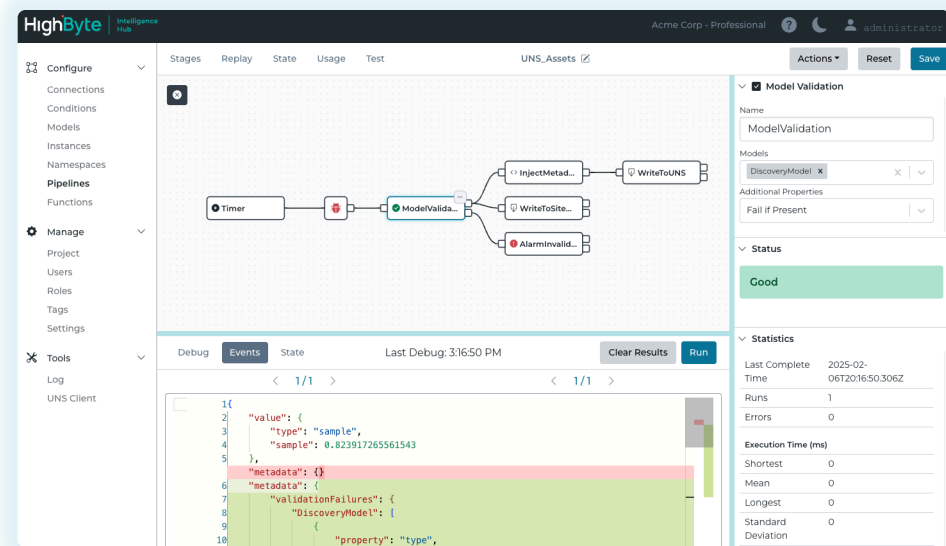 HighByte Intelligence Hub
Acme Corp - Professional
administrator
Configure
Connections
Conditions
Models
Instances
Namespaces
Pipelines
Functions
Manage
Project
Users
Roles
Tags
Settings
Tools
Log
UNS Client
Stages Replay State Usage Test
UNS_Assets
Actions
Reset
Save
Timer
ModelValida...
InjectMetad...
WriteToUNS
WriteToSite...
AlarmInvalid...
Debug Events State
Last Debug: 3:16:50 PM
Clear Results
Run
< 1/1 >
< 1/1 >
1{
2 "value": {
3 "type": "sample",
4 "sample": 0.823917265561543
5 },
"metadata": {}
6 "metadata": {
7 "validationFailures": {
8 "DiscoveryModel": [
9 {
10 "property": "type",
Model Validation
Name
ModelValidation
Models
DiscoveryModel x
Additional Properties
Fail if Present
Status
Good
Statistics
Last Complete Time 2025-02-
06T20:16:50.306Z
Runs 1
Errors 0
Execution Time (ms)
Shortest 0
Mean 0
Longest 0
Standard Deviation 0